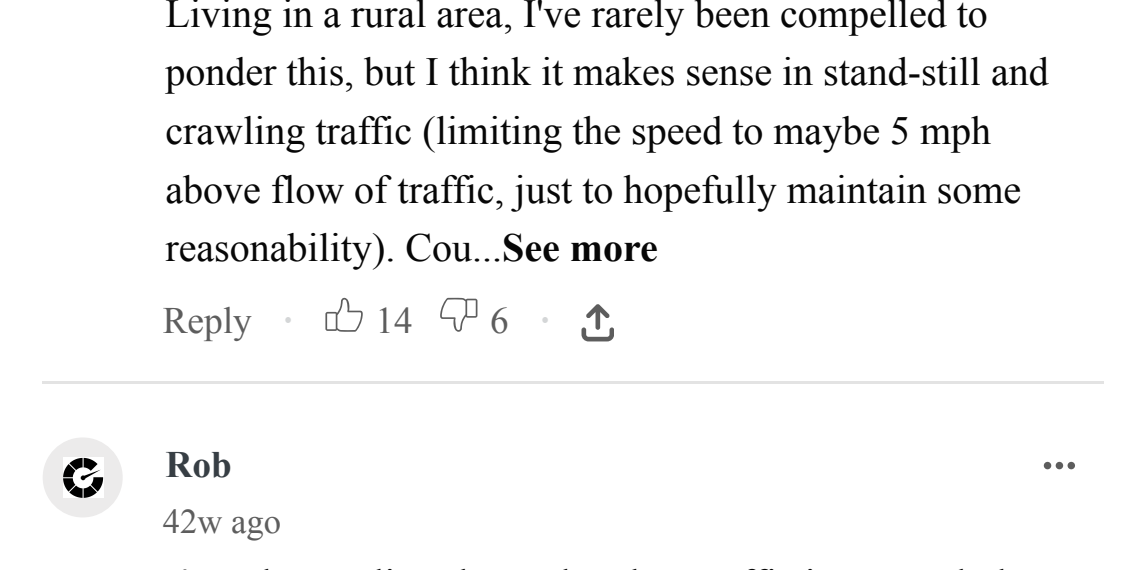 Living in a rural area, I've rarely been compelled to
ponder this, but I think it makes sense in stand-still and
crawling traffic (limiting the speed to maybe 5 mph
above flow of traffic, just to hopefully maintain some
reasonability). Cou...See more
Reply · 14 6 ·
Rob
42w ago